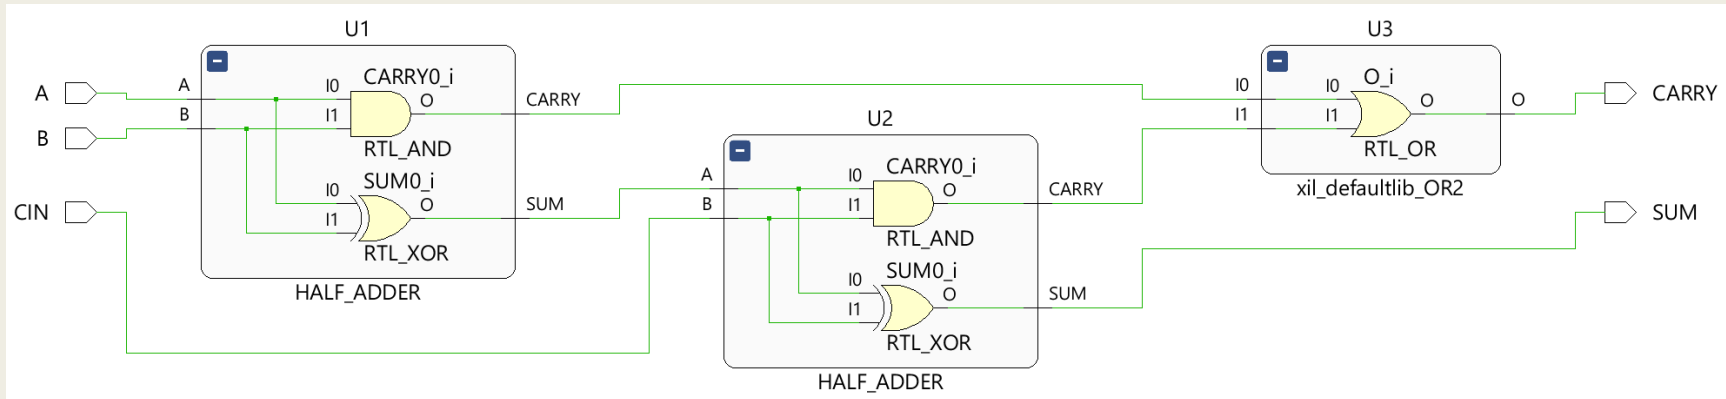 U1
A
B
CIN
A
B
I0
I1
CARRY0_i
O
RTL_AND
CARRY
I0
I1
SUM0_i
O
RTL_XOR
SUM
HALF_ADDER
U2
A
B
I0
I1
CARRY0_i
O
RTL_AND
CARRY
I0
I1
SUM0_i
O
RTL_XOR
SUM
HALF_ADDER
U3
I0
I1
I0
I1
O_i
O
RTL_OR
O
xil_defaultlib_OR2
CARRY
SUM